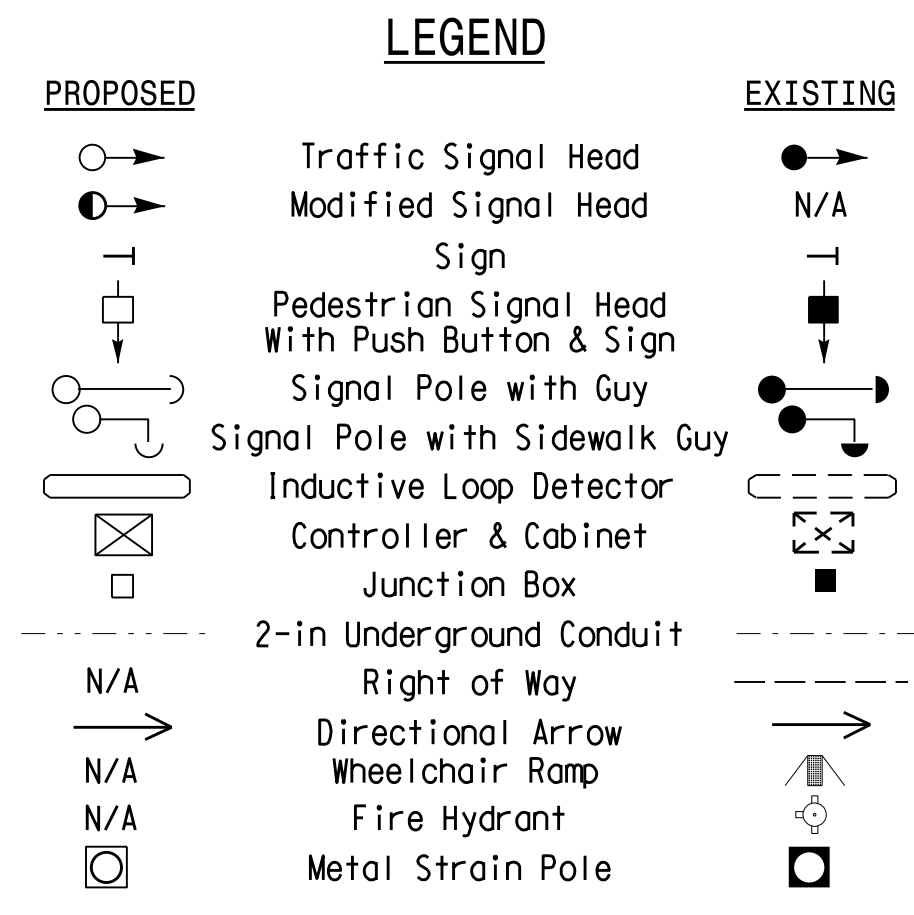 LEGEND
PROPOSED EXISTING
Traffic Signal Head
Modified Signal Head N/A
Sign
Pedestrian Signal Head
With Push Button & Sign
Signal Pole with Guy
Signal Pole with Sidewalk Guy
Inductive Loop Detector
Controller & Cabinet
Junction Box
2-in Underground Conduit
N/A Right of Way
Directional Arrow
N/A Wheelchair Ramp
N/A Fire Hydrant
Metal Strain Pole